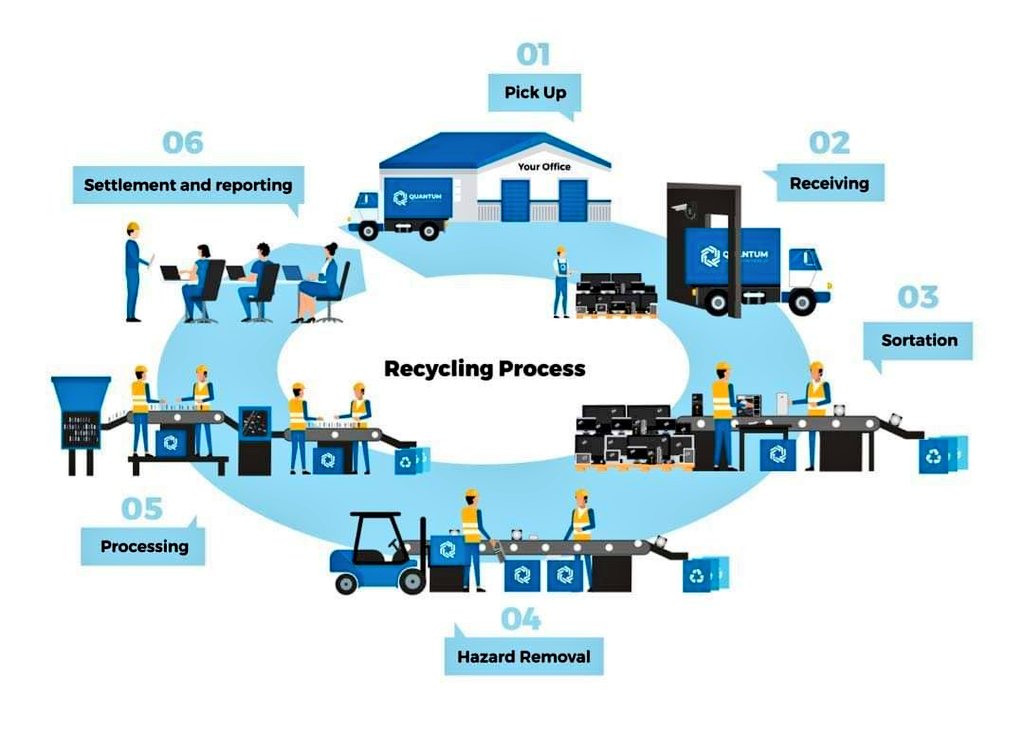 01
Pick Up
06
Settlement and reporting
Your Office
QUANTUM
02
Receiving
QUANTUM
03
Sortation
Recycling Process
05
Processing
04
Hazard Removal